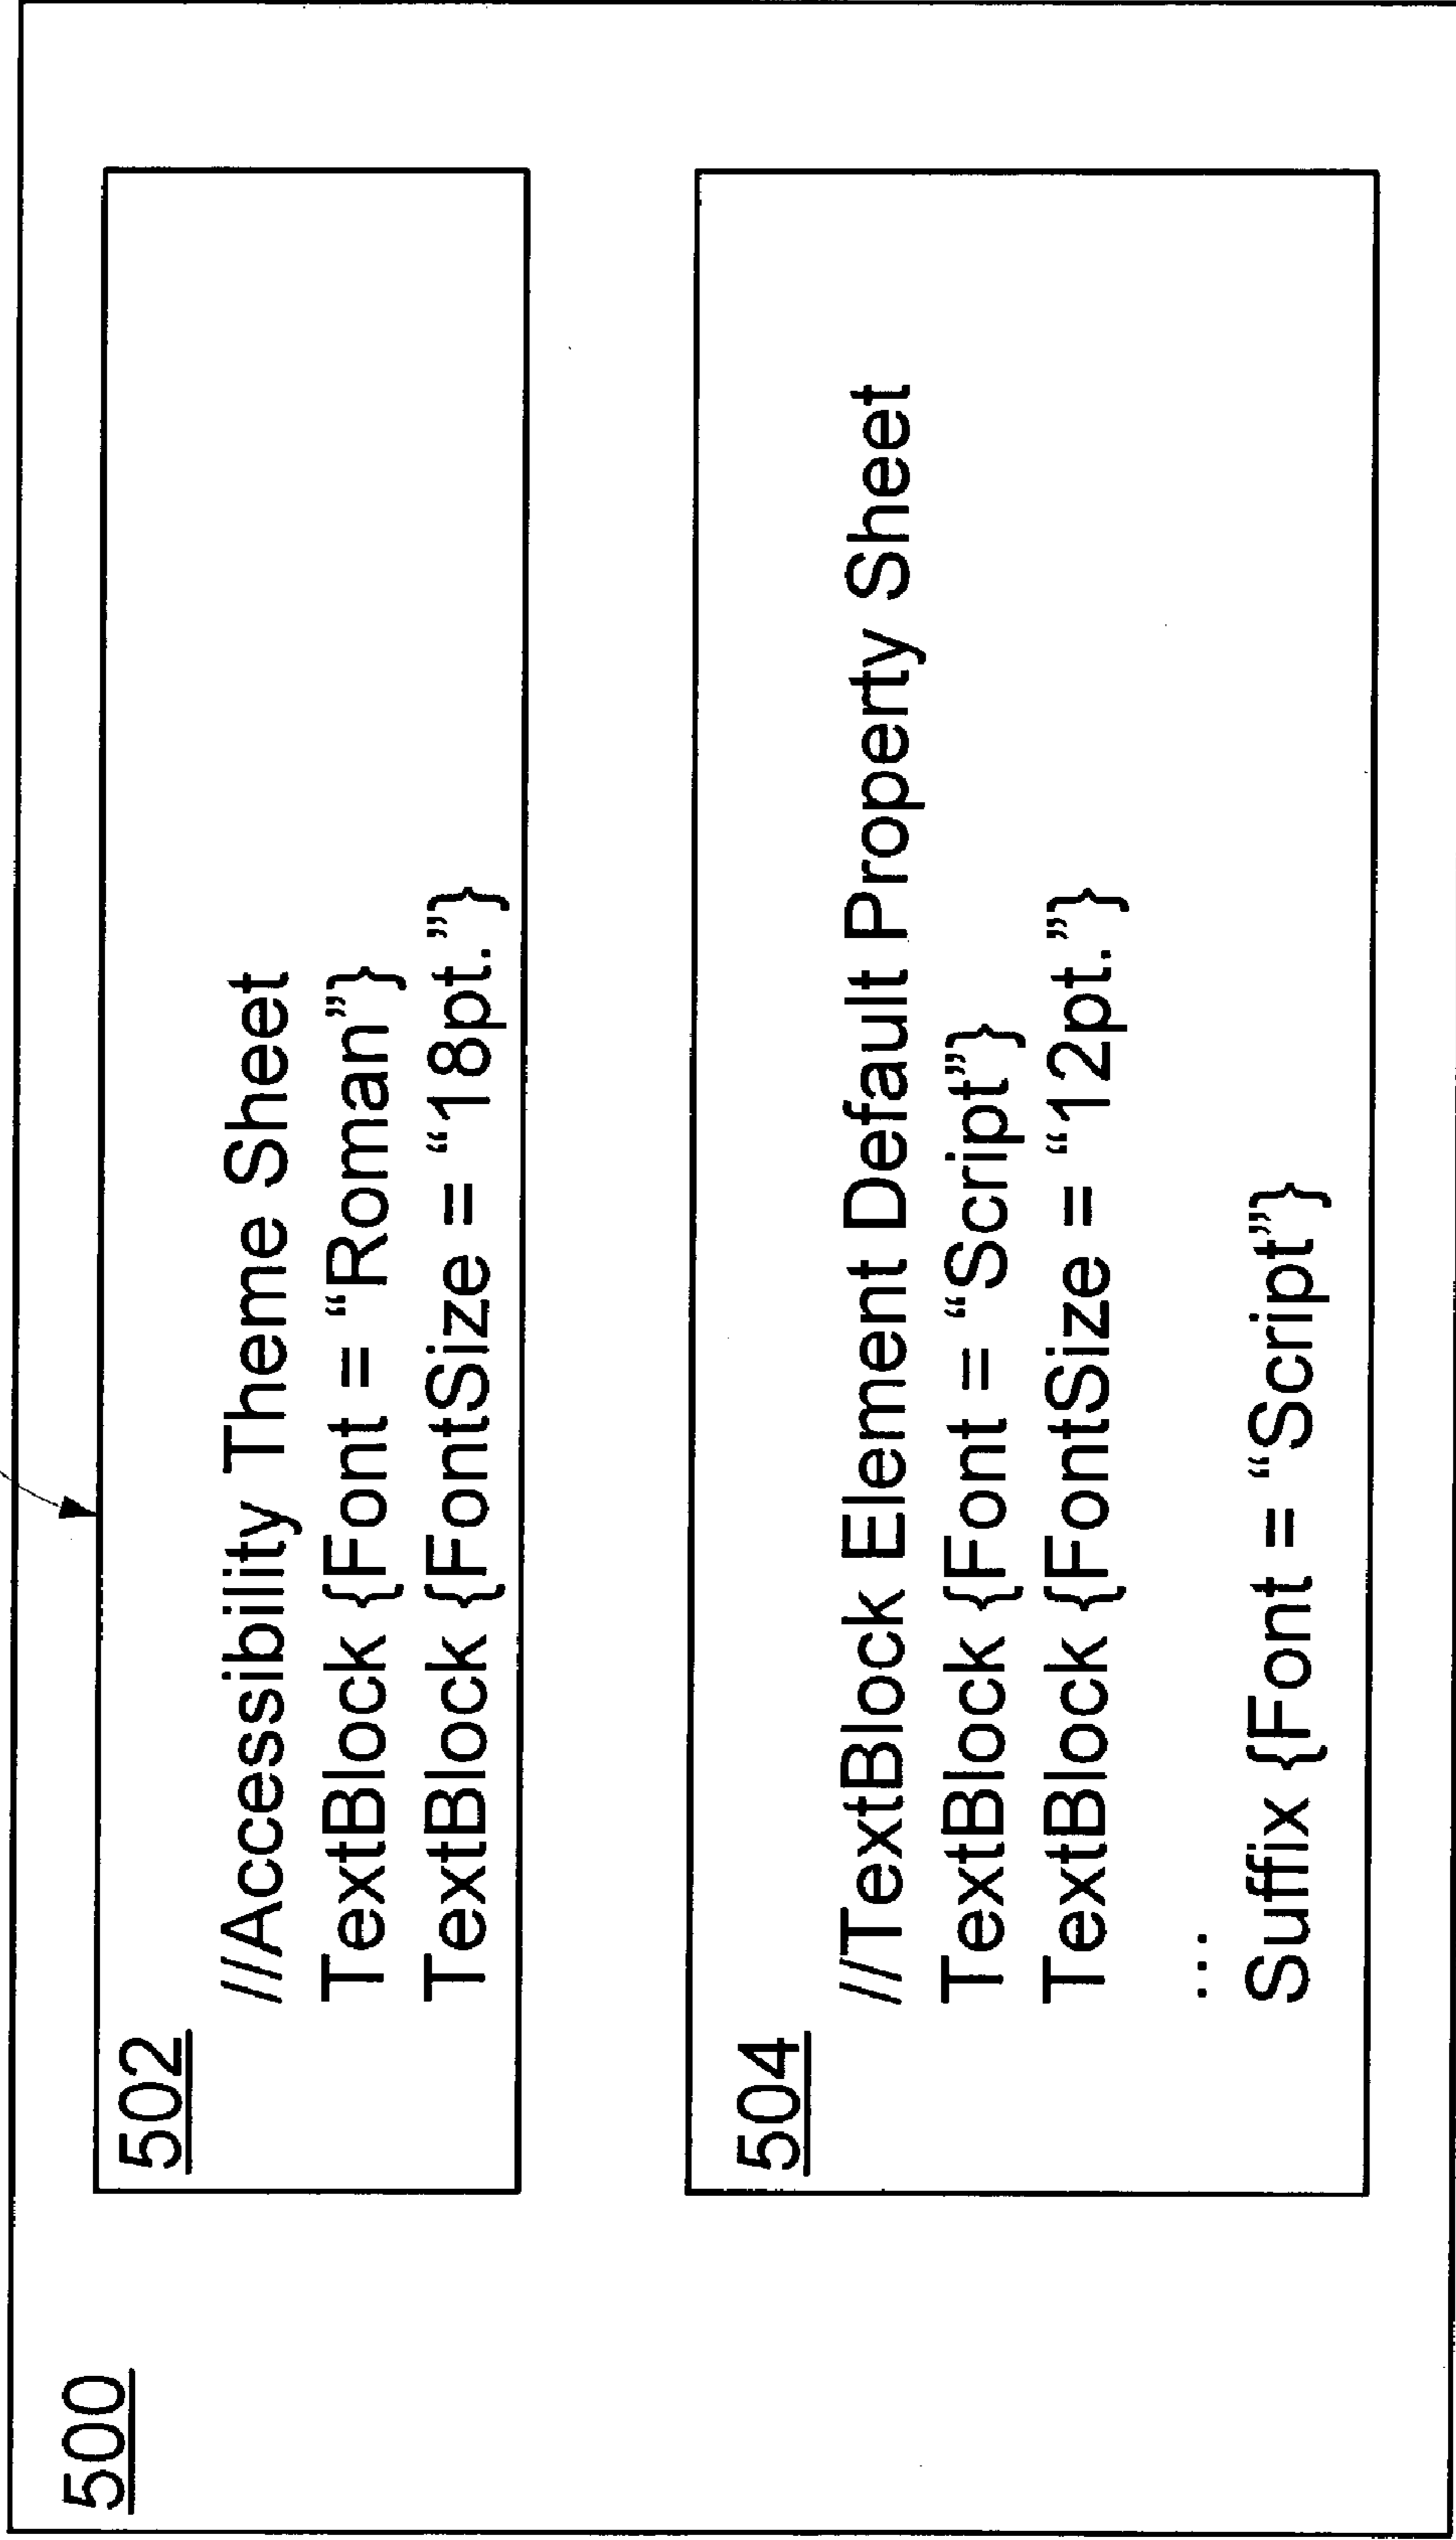 500
502
///Accessibility Theme Sheet
TextBlock {Font = “Roman”}
TextBlock {FontSize = “18pt.”}
504
//TextBlock Element Default Property Sheet
TextBlock {Font = “Script”}
TextBlock {FontSize = “12pt.”}
...
Suffix {Font = “Script”}